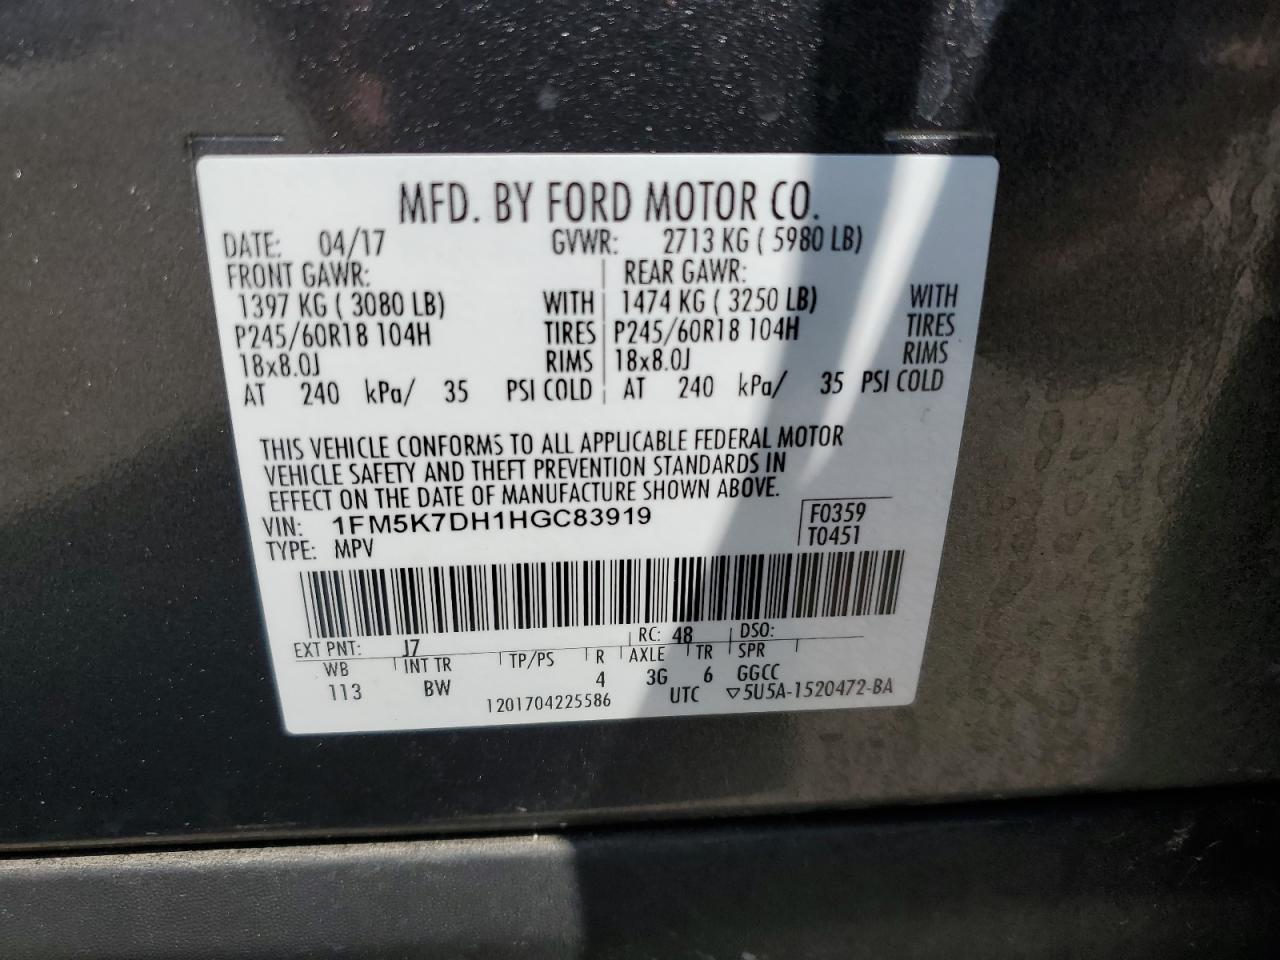 MFD. BY FORD MOTOR CO.
DATE: 04/17 GVWR: 2713 KG ( 5980 LB)
FRONT GAWR: REAR GAWR:
1397 KG ( 3080 LB) WITH 1474 KG ( 3250 LB) WITH
P245/60R18 104H TIRES P245/60R18 104H TIRES
18x8.0J RIMS 18x8.0J RIMS
AT 240 kPa/ 35 PSI COLD AT 240 kPa/ 35 PSI COLD
THIS VEHICLE CONFORMS TO ALL APPLICABLE FEDERAL MOTOR
VEHICLE SAFETY AND THEFT PREVENTION STANDARDS IN
EFFECT ON THE DATE OF MANUFACTURE SHOWN ABOVE.
VIN: 1FM5K7DH1HGC83919 F0359
TYPE: MPV T0451
EXT PNT: J7 RC: 48 DSO:
WB INT TR TP/PS R AXLE TR SPR
113 BW 4 3G 6 GGCC
1201704225586 UTC ▽5U5A-1520472-BA